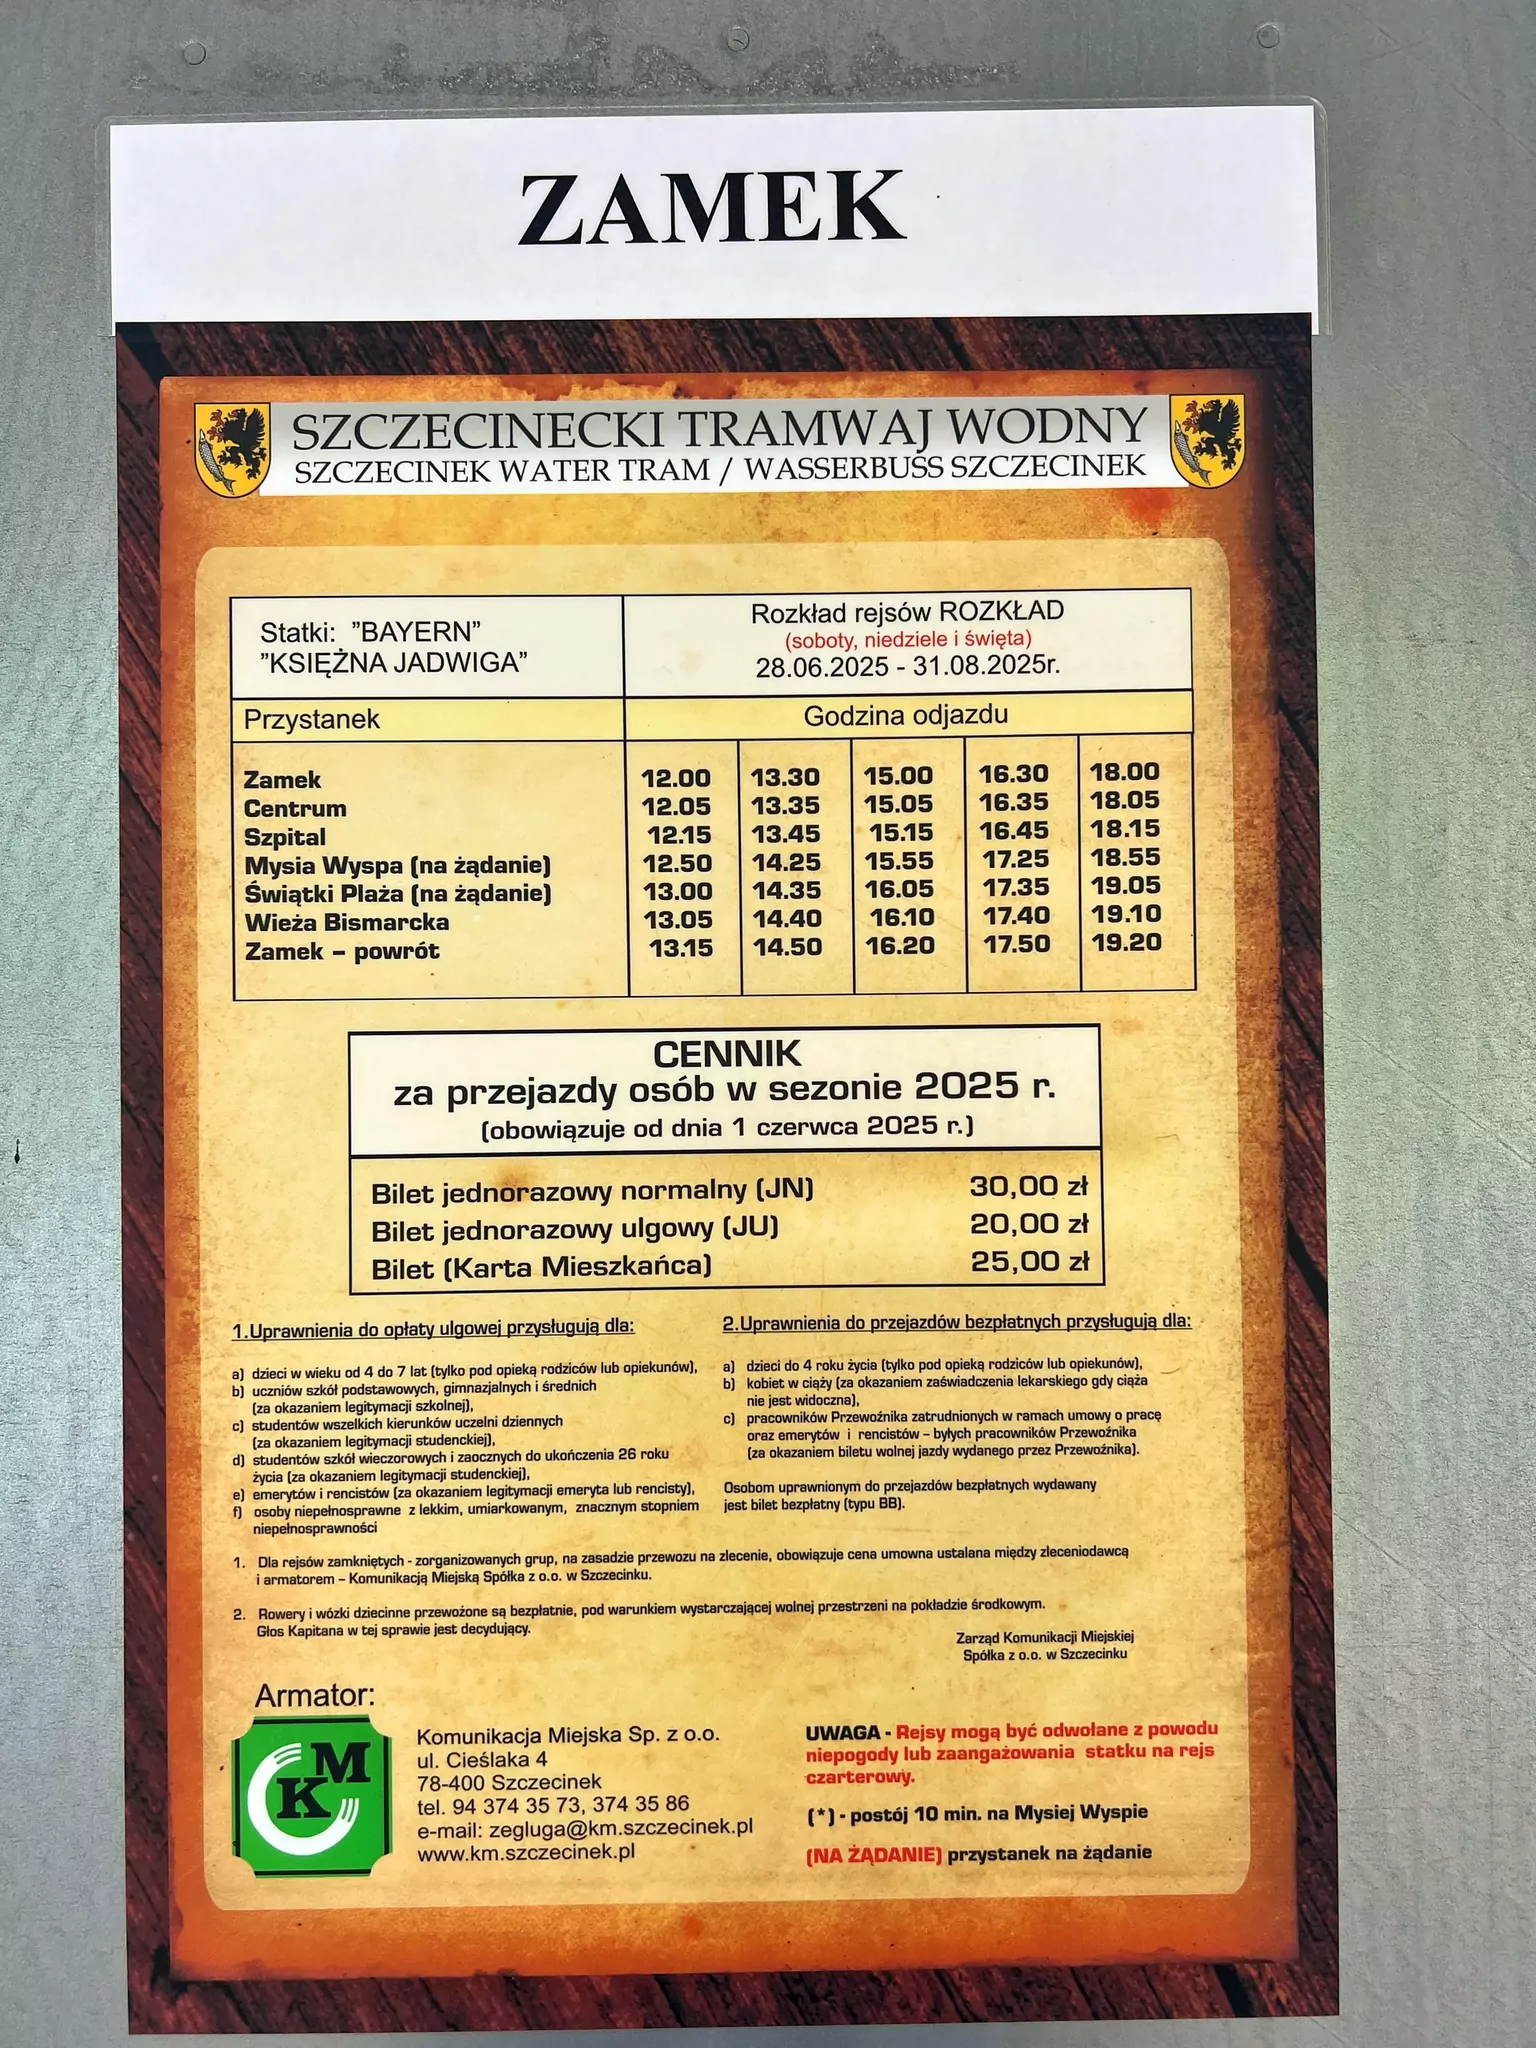 ZAMEK
SZCZECINECKI TRAMWAJ WODNY
SZCZECINEK WATER TRAM / WASSERBUSS SZCZECINEK
Statki: "BAYERN"
"KSIĘŻNA JADWIGA"
Rozkład rejsów ROZKŁAD
(soboty, niedziele i święta)
28.06.2025 - 31.08.2025r.
Przystanek Godzina odjazdu
Zamek 12.00 13.30 15.00 16.30 18.00
Centrum 12.05 13.35 15.05 16.35 18.05
Szpital 12.15 13.45 15.15 16.45 18.15
Mysia Wyspa (na żądanie) 12.50 14.25 15.55 17.25 18.55
Świątki Plaża (na żądanie) 13.00 14.35 16.05 17.35 19.05
Wieża Bismarcka 13.05 14.40 16.10 17.40 19.10
Zamek – powrót 13.15 14.50 16.20 17.50 19.20
CENNIK
za przejazdy osób w sezonie 2025 r.
(obowiązuje od dnia 1 czerwca 2025 r.)
Bilet jednorazowy normalny (JN) 30,00 zł
Bilet jednorazowy ulgowy (JU) 20,00 zł
Bilet (Karta Mieszkańca) 25,00 zł
1.Uprawnienia do opłaty ulgowej przysługują dla:
a) dzieci w wieku od 4 do 7 lat (tylko pod opieką rodziców lub opiekunów),
b) uczniów szkół podstawowych, gimnazjalnych i średnich
(za okazaniem legitymacji szkolnej),
c) studentów wszelkich kierunków uczelni dziennych
(za okazaniem legitymacji studenckiej),
d) studentów szkół wieczorowych i zaocznych do ukończenia 26 roku
życia (za okazaniem legitymacji studenckiej),
e) emerytów i rencistów (za okazaniem legitymacji emeryta lub rencisty),
f) osoby niepełnosprawne z lekkim, umiarkowanym, znacznym stopniem
niepełnosprawności
2.Uprawnienia do przejazdów bezpłatnych przysługują dla:
a) dzieci do 4 roku życia (tylko pod opieką rodziców lub opiekunów),
b) kobiet w ciąży (za okazaniem zaświadczenia lekarskiego gdy ciąża
nie jest widoczna),
c) pracowników Przewoźnika zatrudnionych w ramach umowy o pracę
oraz emerytów i rencistów – byłych pracowników Przewoźnika
(za okazaniem biletu wolnej jazdy wydanego przez Przewoźnika).
Osobom uprawnionym do przejazdów bezpłatnych wydawany
jest bilet bezpłatny (typu BB).
1. Dla rejsów zamkniętych - zorganizowanych grup, na zasadzie przewozu na zlecenie, obowiązuje cena umowna ustalana między zleceniodawcą
i armatorem – Komunikacją Miejską Spółka z o.o. w Szczecinku.
2. Rowery i wózki dziecinne przewożone są bezpłatnie, pod warunkiem wystarczającej wolnej przestrzeni na pokładzie środkowym.
Głos Kapitana w tej sprawie jest decydujący.
Zarząd Komunikacji Miejskiej
Spółka z o.o. w Szczecinku
Armator:
KM
Komunikacja Miejska Sp. z o.o.
ul. Cieślaka 4
78-400 Szczecinek
tel. 94 374 35 73, 374 35 86
e-mail: zegluga@km.szczecinek.pl
www.km.szczecinek.pl
UWAGA - Rejsy mogą być odwołane z powodu
niepogody lub zaangażowania statku na rejs
czarterowy.
(*) - postój 10 min. na Mysiej Wyspie
(NA ŻĄDANIE) przystanek na żądanie